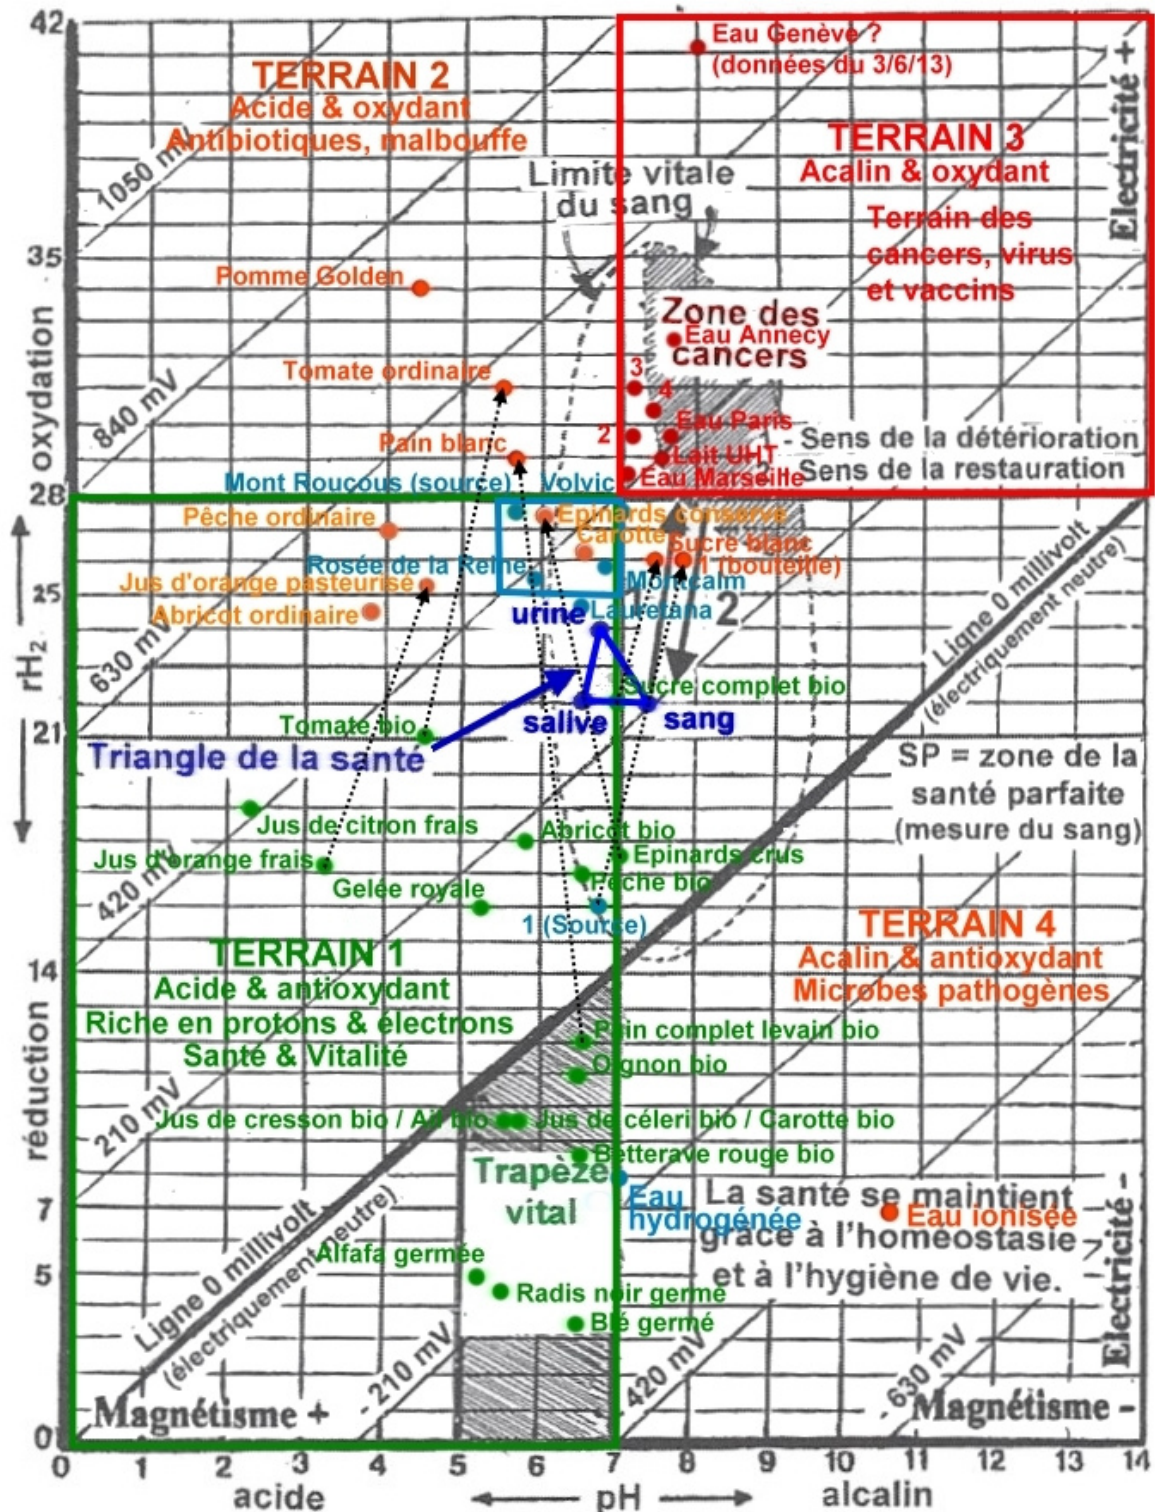 42
Eau Genève ?
(données du 3/6/13)
TERRAIN 2
Acide & oxydant
Antibiotiques, malbouffe
TERRAIN 3
Acalin & oxydant
Electricité +
1050 mV
Limite vitale
du sang
Terrain des
cancers, virus
et vaccins
35
Pomme Golden
Zone des
cancers
Eau Annecy
oxydation
840 mV
Tomate ordinaire
3
4
2
Eau Paris
- Sens de la détérioration
Pain blanc
Lait UHT
Sens de la restauration
Eau Marseille
Mont Roucous (source)
Volvic
28
Pêche ordinaire
Epinards conserve
Carotte
Sucre blanc
1 (bouteille)
Rosée de la Reine
Montcalm
25
Jus d'orange pasteurisé
Abricot ordinaire
Lauretana
urine
1
2
Ligne 0 millivolt
(électriquement neutre)
rH2
630 mV
Sucre complet bio
salive
sang
Tomate bio
21
Triangle de la santé
SP = zone de la
santé parfaite
(mesure du sang)
Jus de citron frais
Abricot bio
Jus d'orange frais
Epinards crus
Pêche bio
Gelée royale
420 mV
1 (Source)
TERRAIN 1
Acide & antioxydant
Riche en protons & électrons
Santé & Vitalité
TERRAIN 4
Acalin & antioxydant
Microbes pathogènes
14
réduction
Pain complet levain bio
Oignon bio
210 mV
Jus de cresson bio / Ail bio
Jus de céleri bio / Carotte bio
Betterave rouge bio
Trapèze
vital
Eau
hydrogénée
La santé se maintient
grâce à l'homéostasie
et à l'hygiène de vie.
Eau ionisée
7
Electricité -
5
Alfafa germée
Radis noir germé
Blé germé
Ligne 0 millivolt
(électriquement neutre)
- 210 mV
- 420 mV
- 630 mV
Magnétisme +
Magnétisme -
0
0 1 2 3 4 5 6 7 8 9 10 11 12 13 14
acide
pH
alcalin